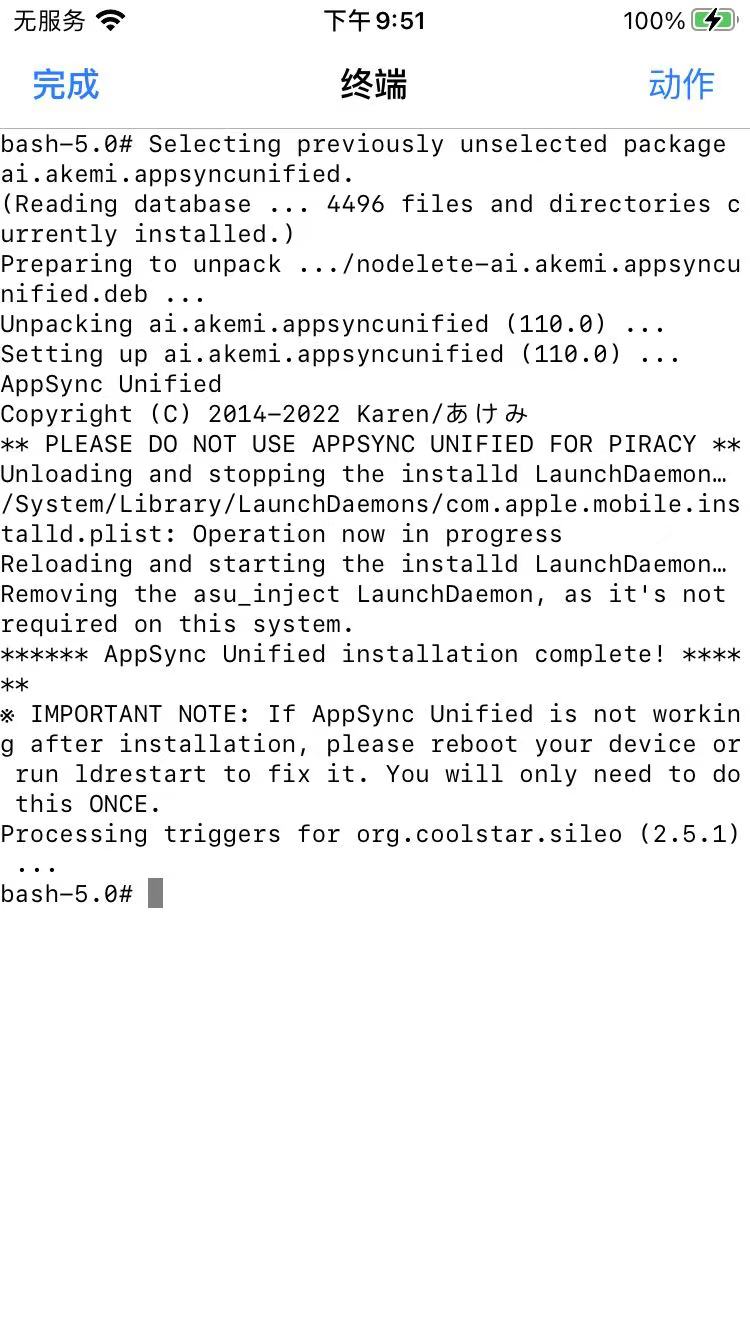 无服务 下午9:51 100%
完成 终端 动作
bash-5.0# Selecting previously unselected package
ai.akemi.appsyncunified.
(Reading database ... 4496 files and directories c
urrently installed.)
Preparing to unpack .../nodelete-ai.akemi.appsyncu
nified.deb ...
Unpacking ai.akemi.appsyncunified (110.0) ...
Setting up ai.akemi.appsyncunified (110.0) ...
AppSync Unified
Copyright (C) 2014-2022 Karen/あけみ
** PLEASE DO NOT USE APPSYNC UNIFIED FOR PIRACY **
Unloading and stopping the installd LaunchDaemon…
/System/Library/LaunchDaemons/com.apple.mobile.ins
talld.plist: Operation now in progress
Reloading and starting the installd LaunchDaemon…
Removing the asu_inject LaunchDaemon, as it's not
required on this system.
****** AppSync Unified installation complete! ****
**
※ IMPORTANT NOTE: If AppSync Unified is not workin
g after installation, please reboot your device or
 run ldrestart to fix it. You will only need to do
 this ONCE.
Processing triggers for org.coolstar.sileo (2.5.1)
 ...
bash-5.0#